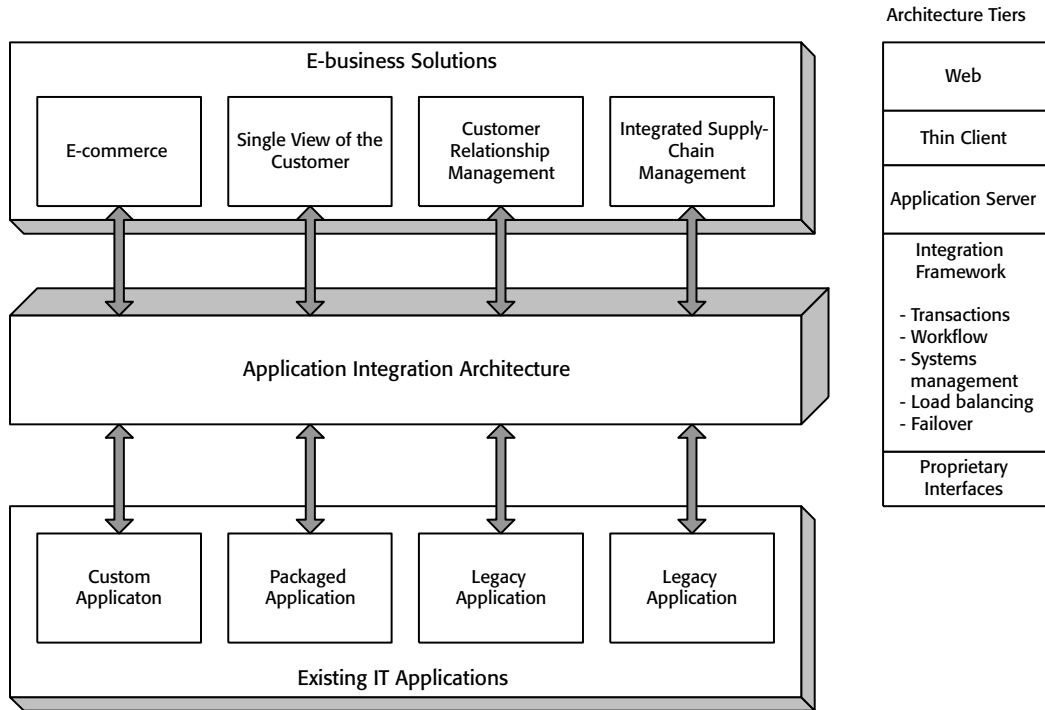 Architecture Tiers
E-business Solutions
E-commerce
Single View of the
Customer
Customer
Relationship
Management
Integrated Supply-
Chain
Management
Application Integration Architecture
Custom
Applicaton
Packaged
Application
Legacy
Application
Legacy
Application
Existing IT Applications
Web
Thin Client
Application Server
Integration
Framework
- Transactions
- Workflow
- Systems
management
- Load balancing
- Failover
Proprietary
Interfaces